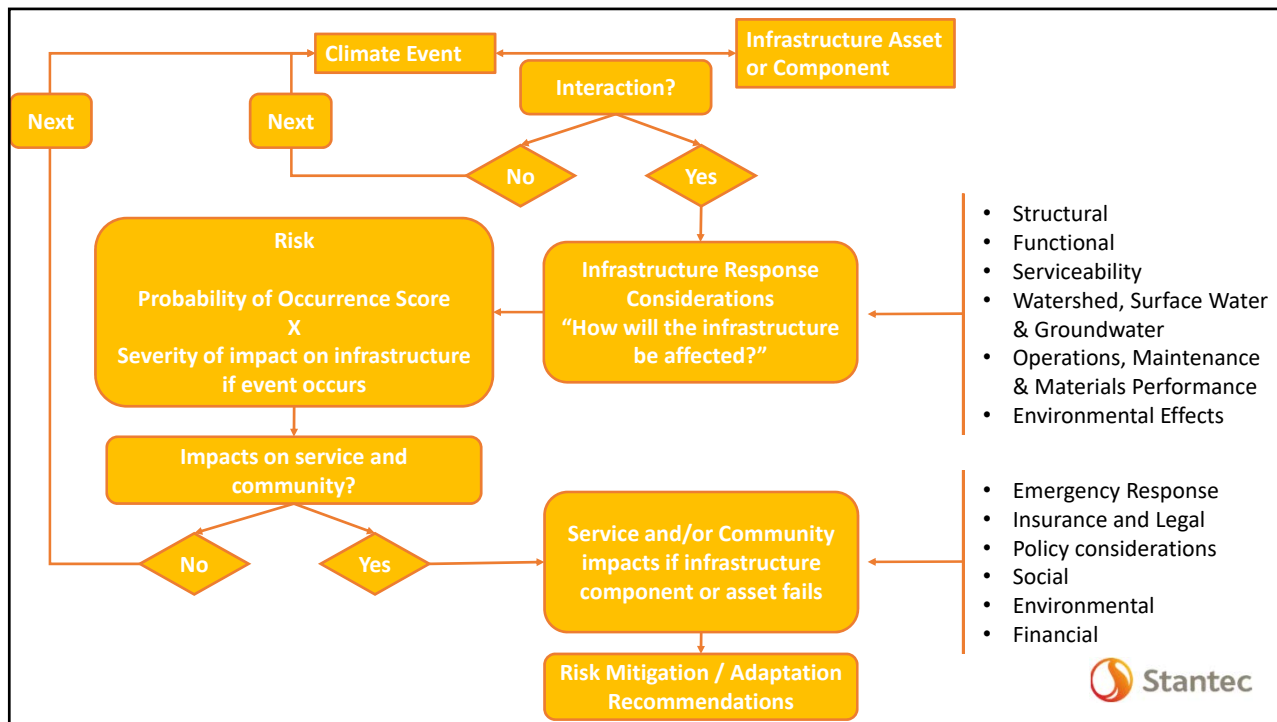 Climate Event
Infrastructure Asset
or Component
Interaction?
Next
Next
No
Yes
Risk
Probability of Occurrence Score
X
Severity of impact on infrastructure
if event occurs
Infrastructure Response
Considerations
“How will the infrastructure
be affected?”
• Structural
• Functional
• Serviceability
• Watershed, Surface Water
& Groundwater
• Operations, Maintenance
& Materials Performance
• Environmental Effects
Impacts on service and
community?
No
Yes
Service and/or Community
impacts if infrastructure
component or asset fails
• Emergency Response
• Insurance and Legal
• Policy considerations
• Social
• Environmental
• Financial
Risk Mitigation / Adaptation
Recommendations
Stantec